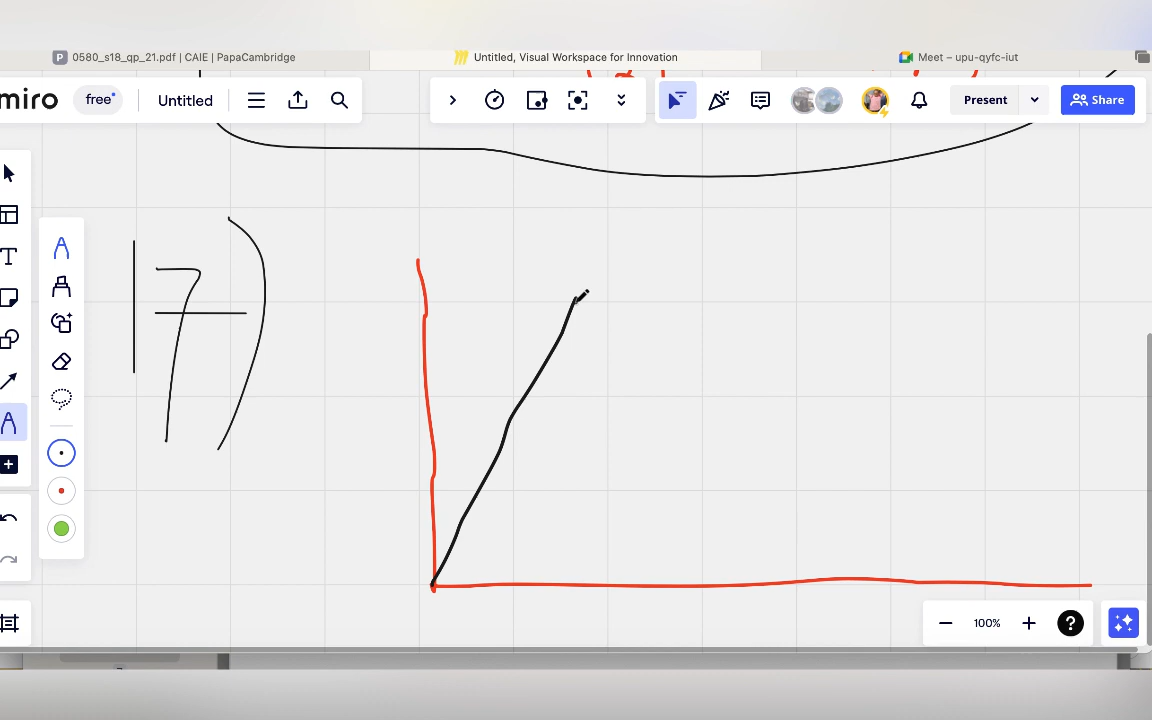 0580_s18_qp_21.pdf | CAIE | PapaCambridge
Untitled, Visual Workspace for Innovation
Meet – upu-qyfc-iut
miro
free
Untitled
Present
Share
17)
100%